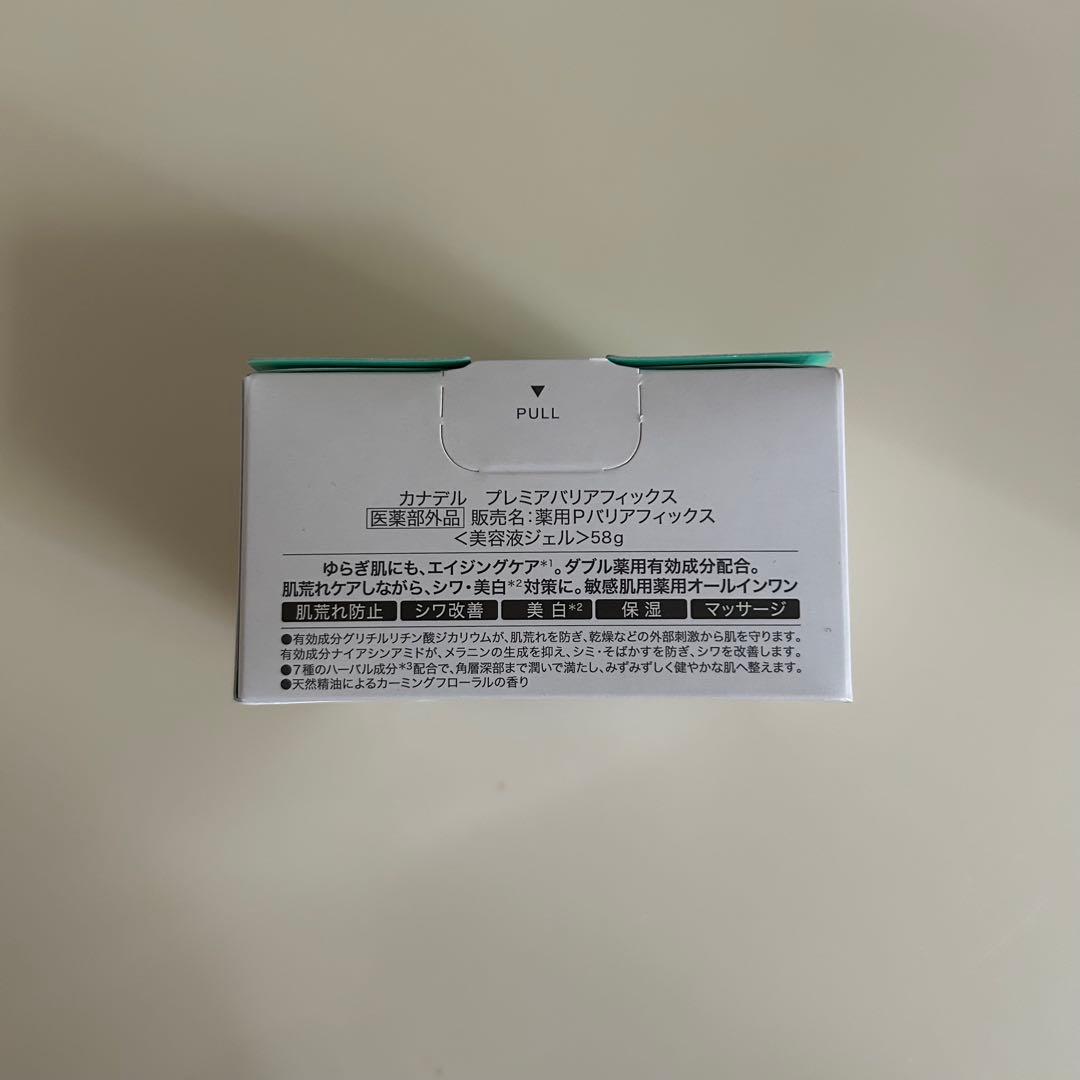 ▼
PULL
カナデル　プレミアバリアフィックス
医薬部外品 販売名：薬用Pバリアフィックス
＜美容液ジェル＞58g
ゆらぎ肌にも、エイジングケア*1。ダブル薬用有効成分配合。
肌荒れケアしながら、シワ・美白*2対策に。敏感肌用薬用オールインワン
肌荒れ防止 シワ改善 美白*2 保湿 マッサージ
●有効成分グリチルリチン酸ジカリウムが、肌荒れを防ぎ、乾燥などの外部刺激から肌を守ります。
有効成分ナイアシンアミドが、メラニンの生成を抑え、シミ・そばかすを防ぎ、シワを改善します。
●7種のハーバル成分*3配合で、角層深部まで潤いで満たし、みずみずしく健やかな肌へ整えます。
●天然精油によるカーミングフローラルの香り